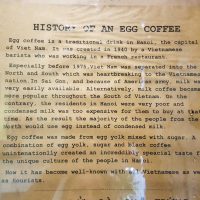 HISTORY OF AN EGG COFFEE
Egg coffee is a traditional drink in Hanoi, the capital
of Viet Nam. It was created in 1940 by a Vietnamese
barista who was working in a French restaurant.
Especially before 1975, Viet Nam was separated into the
North and South which was heartbreaking to the Vietnamese
nation. In Sai Gon, and because of American army, milk was
very easily available. Alternatively, milk coffee became
more popular throughout the South of Vietnam. On the
contrary, the residents in Hanoi were very poor and
condensed milk was too expensive for them to buy at that
time. As the result the majority of the people from the
North would use egg instead of condensed milk.
Egg coffee was made from egg yolk mixed with sugar. A
combination of egg yolk, sugar and black coffee
unintentionally created an incredibly special taste f
the unique culture of the people in Hanoi.
Now it has become well-known with all Vietnamese as we
as tourists.